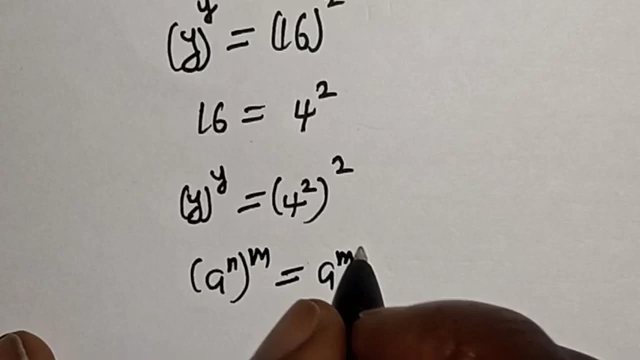 (y)^y = (16)^2
16 = 4^2
(y)^y = (4^2)^2
(a^n)^m = a^m